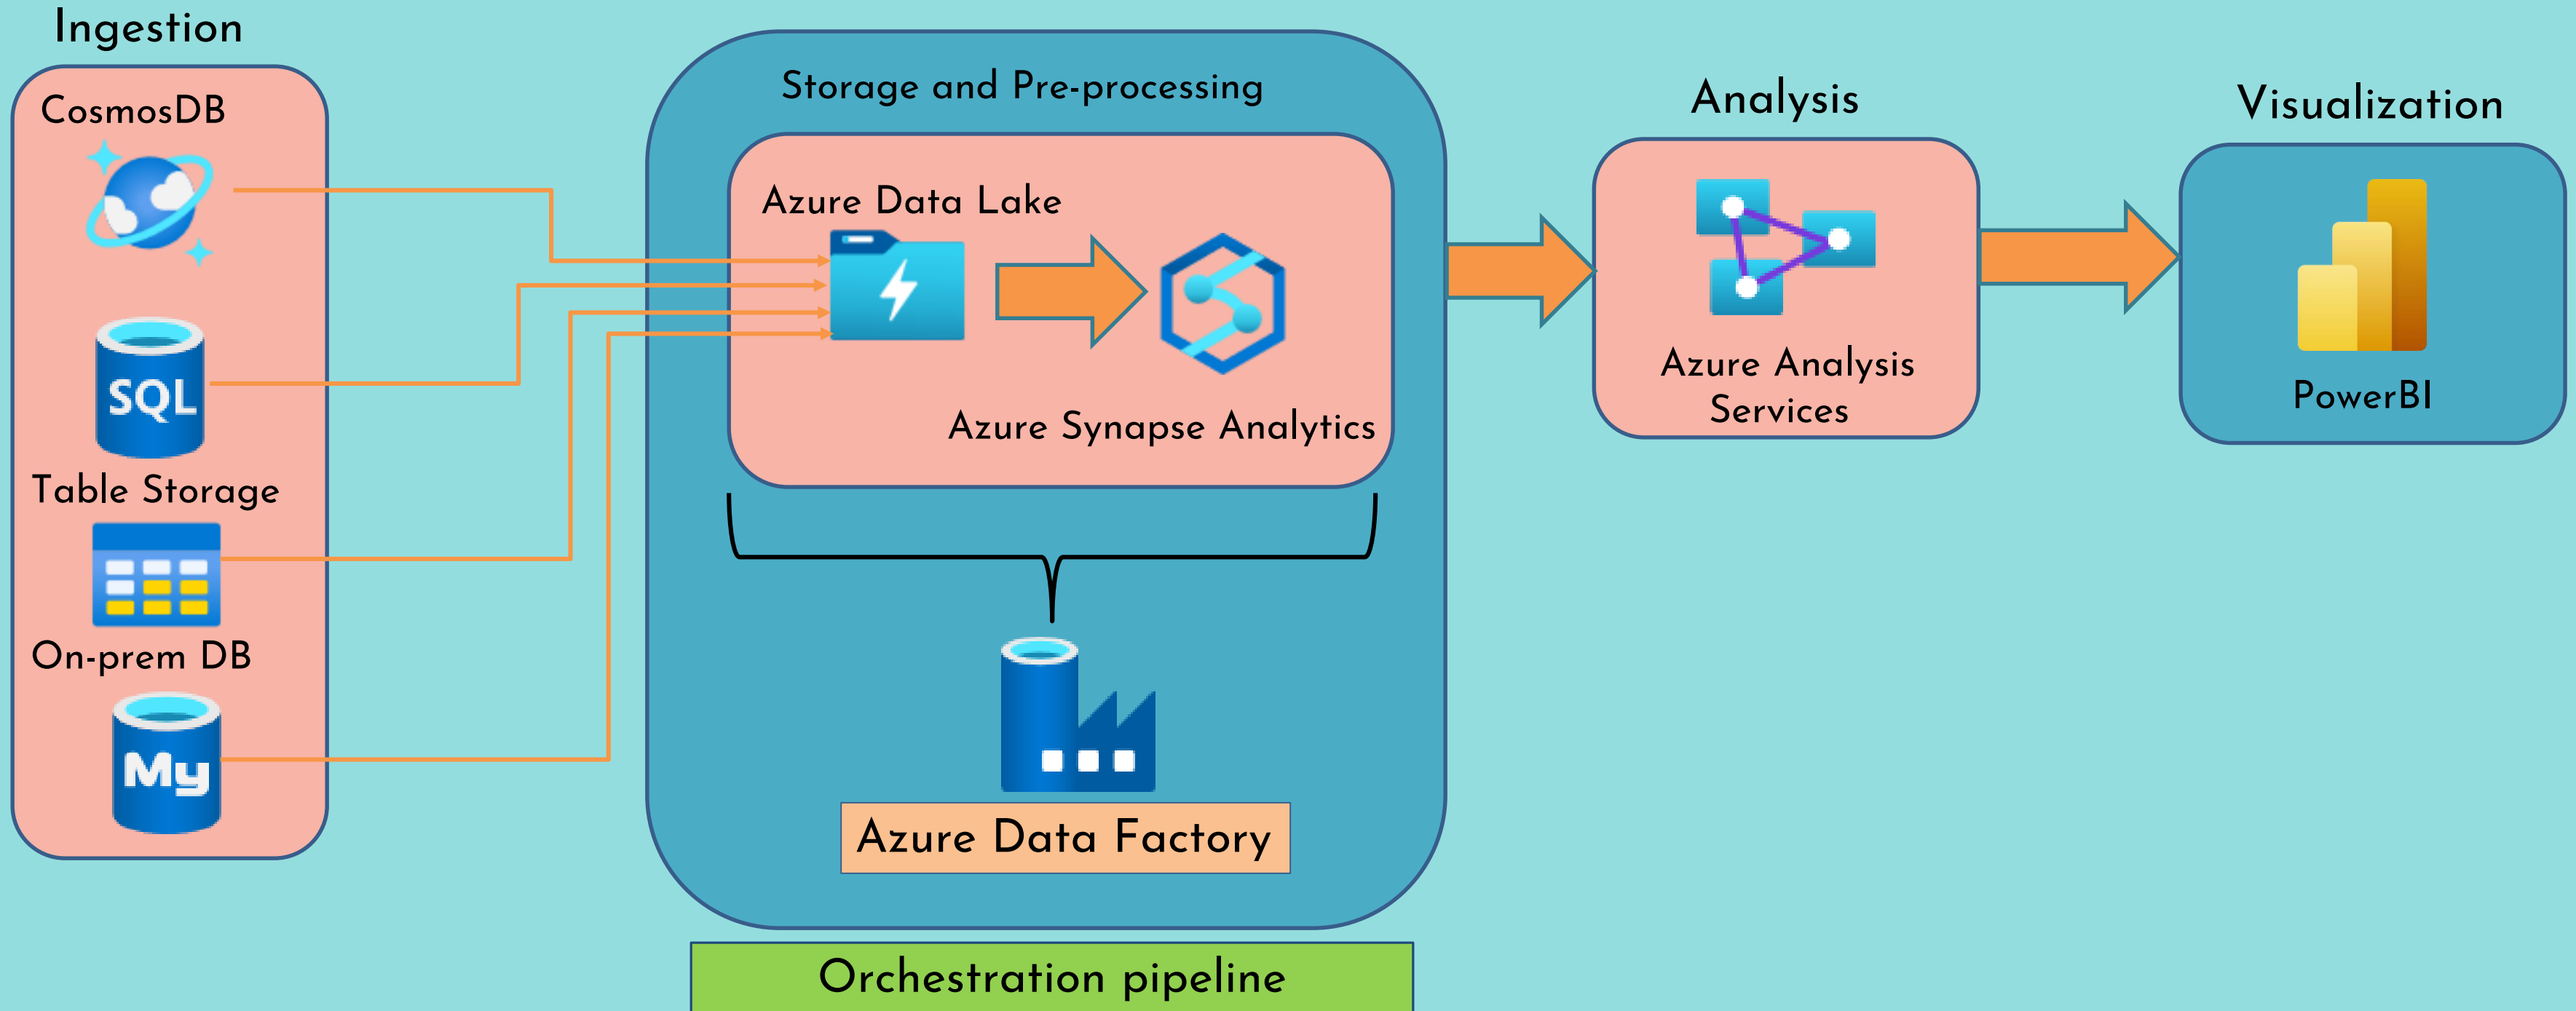 Ingestion
CosmosDB
SQL
Table Storage
On-prem DB
My
Storage and Pre-processing
Azure Data Lake
Azure Synapse Analytics
Azure Data Factory
Orchestration pipeline
Analysis
Azure Analysis
Services
Visualization
PowerBI